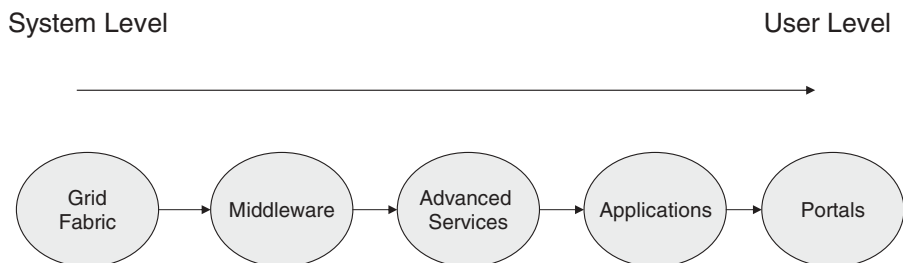 System Level
User Level
Grid
Fabric
Middleware
Advanced
Services
Applications
Portals